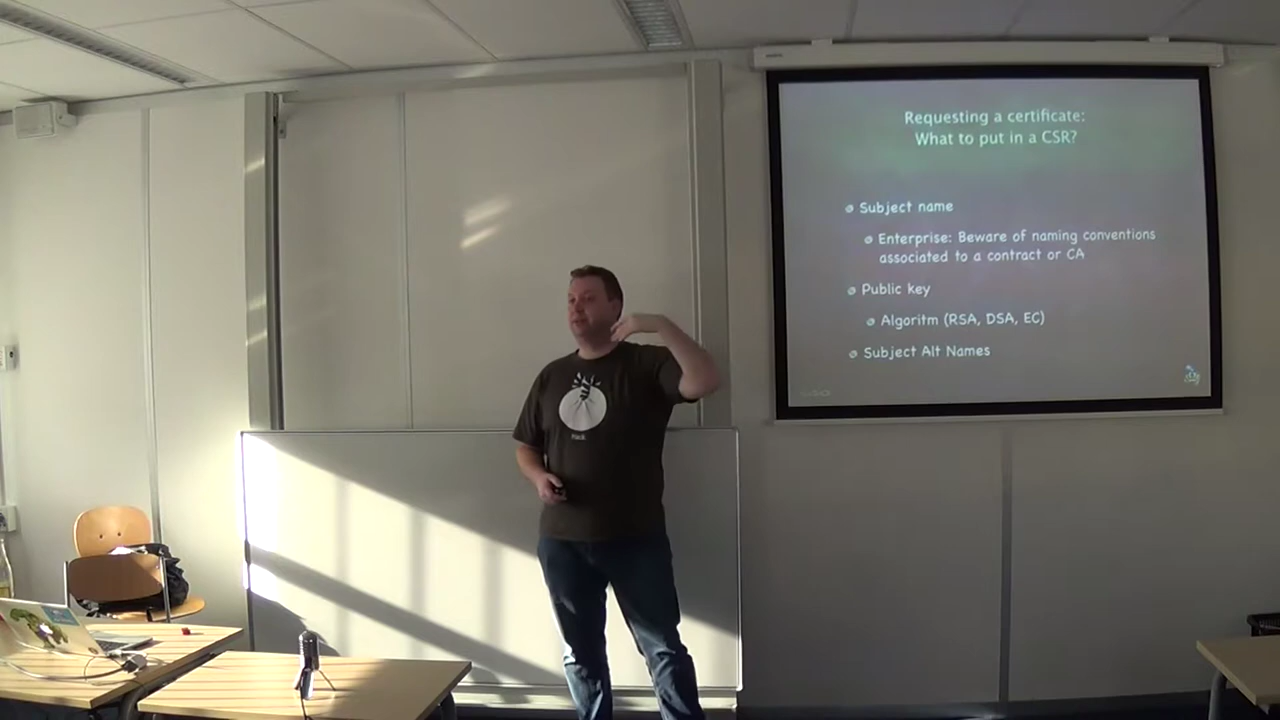 Requesting a certificate:
What to put in a CSR?
Subject name
Enterprise: Beware of naming conventions
associated to a contract or CA
Public key
Algoritm (RSA, DSA, EC)
Subject Alt Names